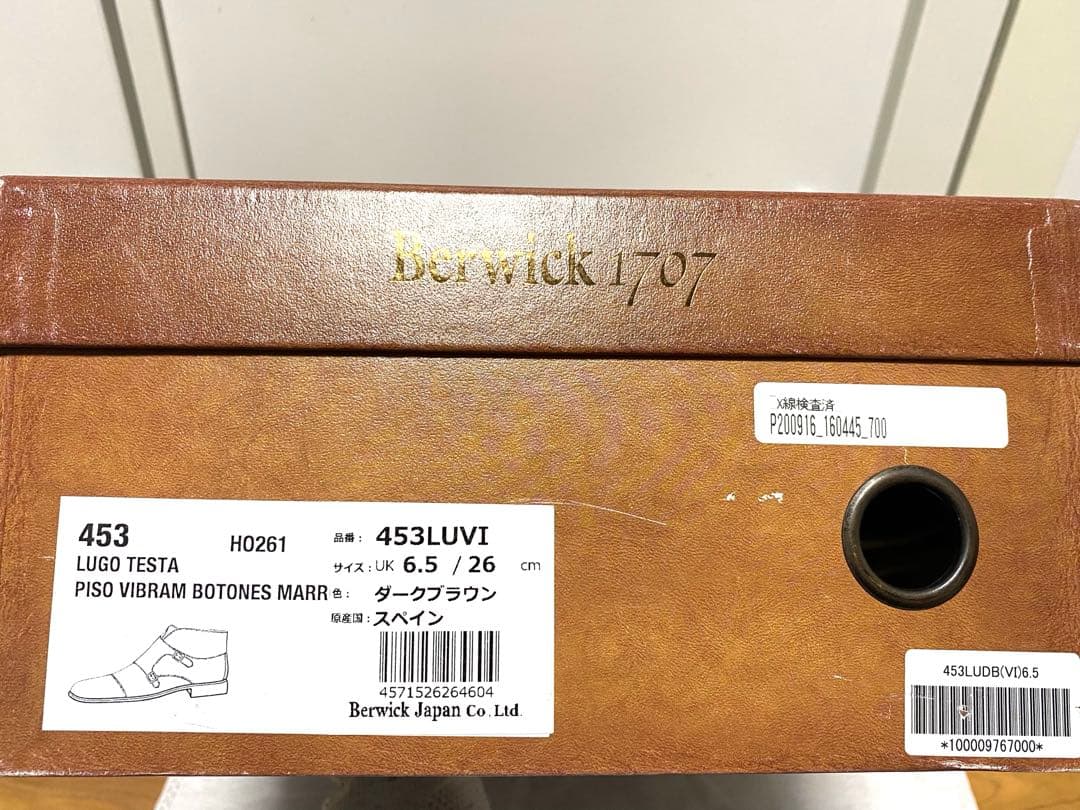 Berwick 1707
X線検査済
P200916_160445_700
453 HO261 品番: 453LUVI
LUGO TESTA サイズ: UK 6.5 / 26 cm
PISO VIBRAM BOTONES MARR 色: ダークブラウン
原産国: スペイン
4571526264604
Berwick Japan Co.Ltd.
453LUDB(VI)6.5
*100009767000*